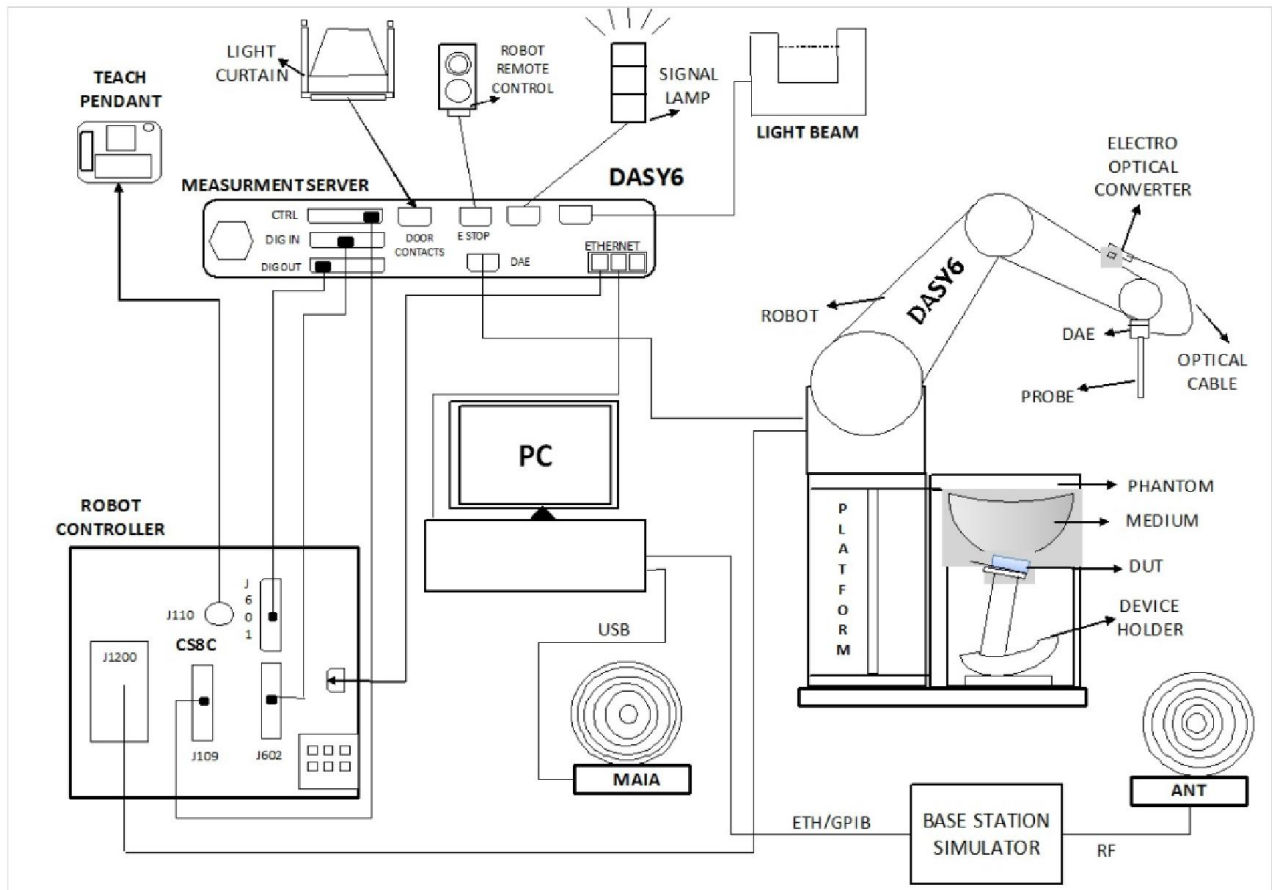 LIGHT
CURTAIN
ROBOT
REMOTE
CONTROL
SIGNAL
LAMP
LIGHT BEAM
TEACH
PENDANT
ELECTRO
OPTICAL
CONVERTER
MEASURMENT SERVER
DASY6
CTRL
DIG IN
DIG OUT
DOOR
CONTACTS
E STOP
DAE
ETHERNET
ROBOT
DASY6
DAE
OPTICAL
CABLE
PROBE
PC
PLATFORM
PHANTOM
MEDIUM
DUT
DEVICE
HOLDER
ROBOT
CONTROLLER
J110
J601
CS8C
J1200
J109
J602
USB
MAIA
ANT
ETH/GPIB
BASE STATION
SIMULATOR
RF